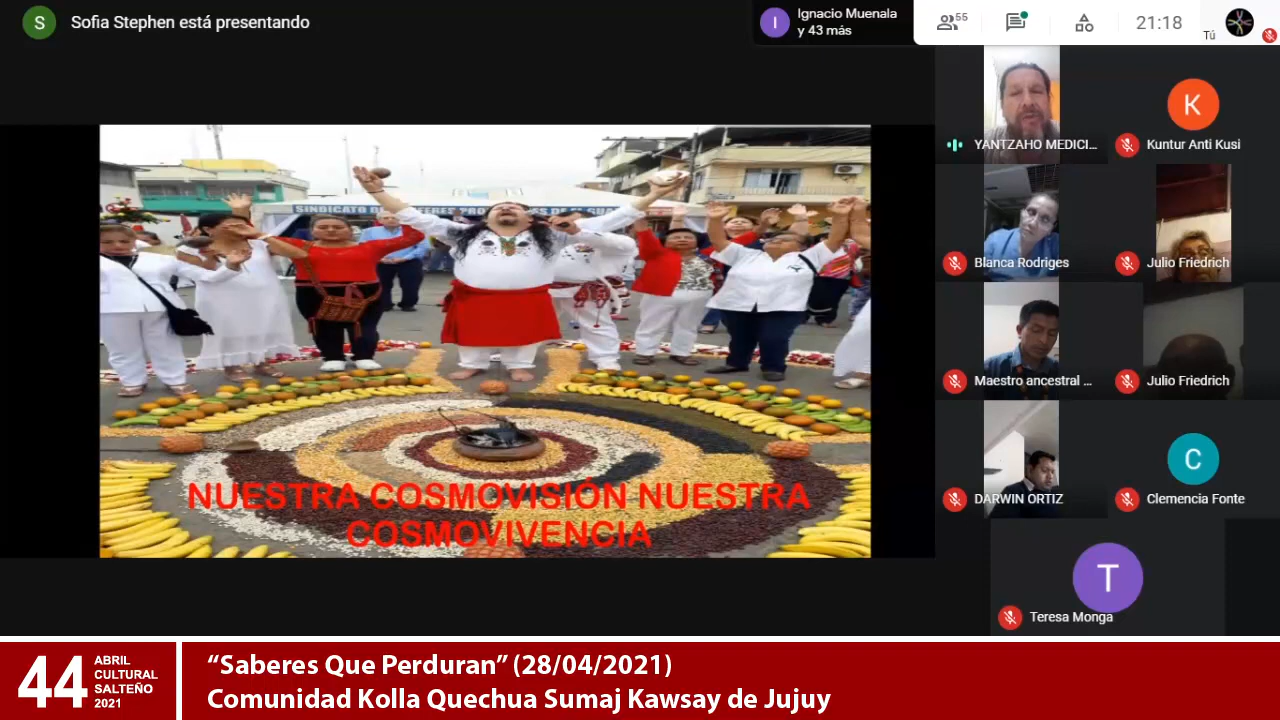 S
Sofia Stephen está presentando
I
Ignacio Muenala
y 43 más
55
21:18
Tú
YANTZAHO MEDICI...
K
Kuntur Anti Kusi
SINDICATO DE
Blanca Rodriges
Julio Friedrich
Maestro ancestral ...
Julio Friedrich
DARWIN ORTIZ
C
Clemencia Fonte
NUESTRA COSMOVISIÓN NUESTRA
COSMOVIVENCIA
T
Teresa Monga
44
ABRIL
CULTURAL
SALTEÑO
2021
“Saberes Que Perduran” (28/04/2021)
Comunidad Kolla Quechua Sumaj Kawsay de Jujuy